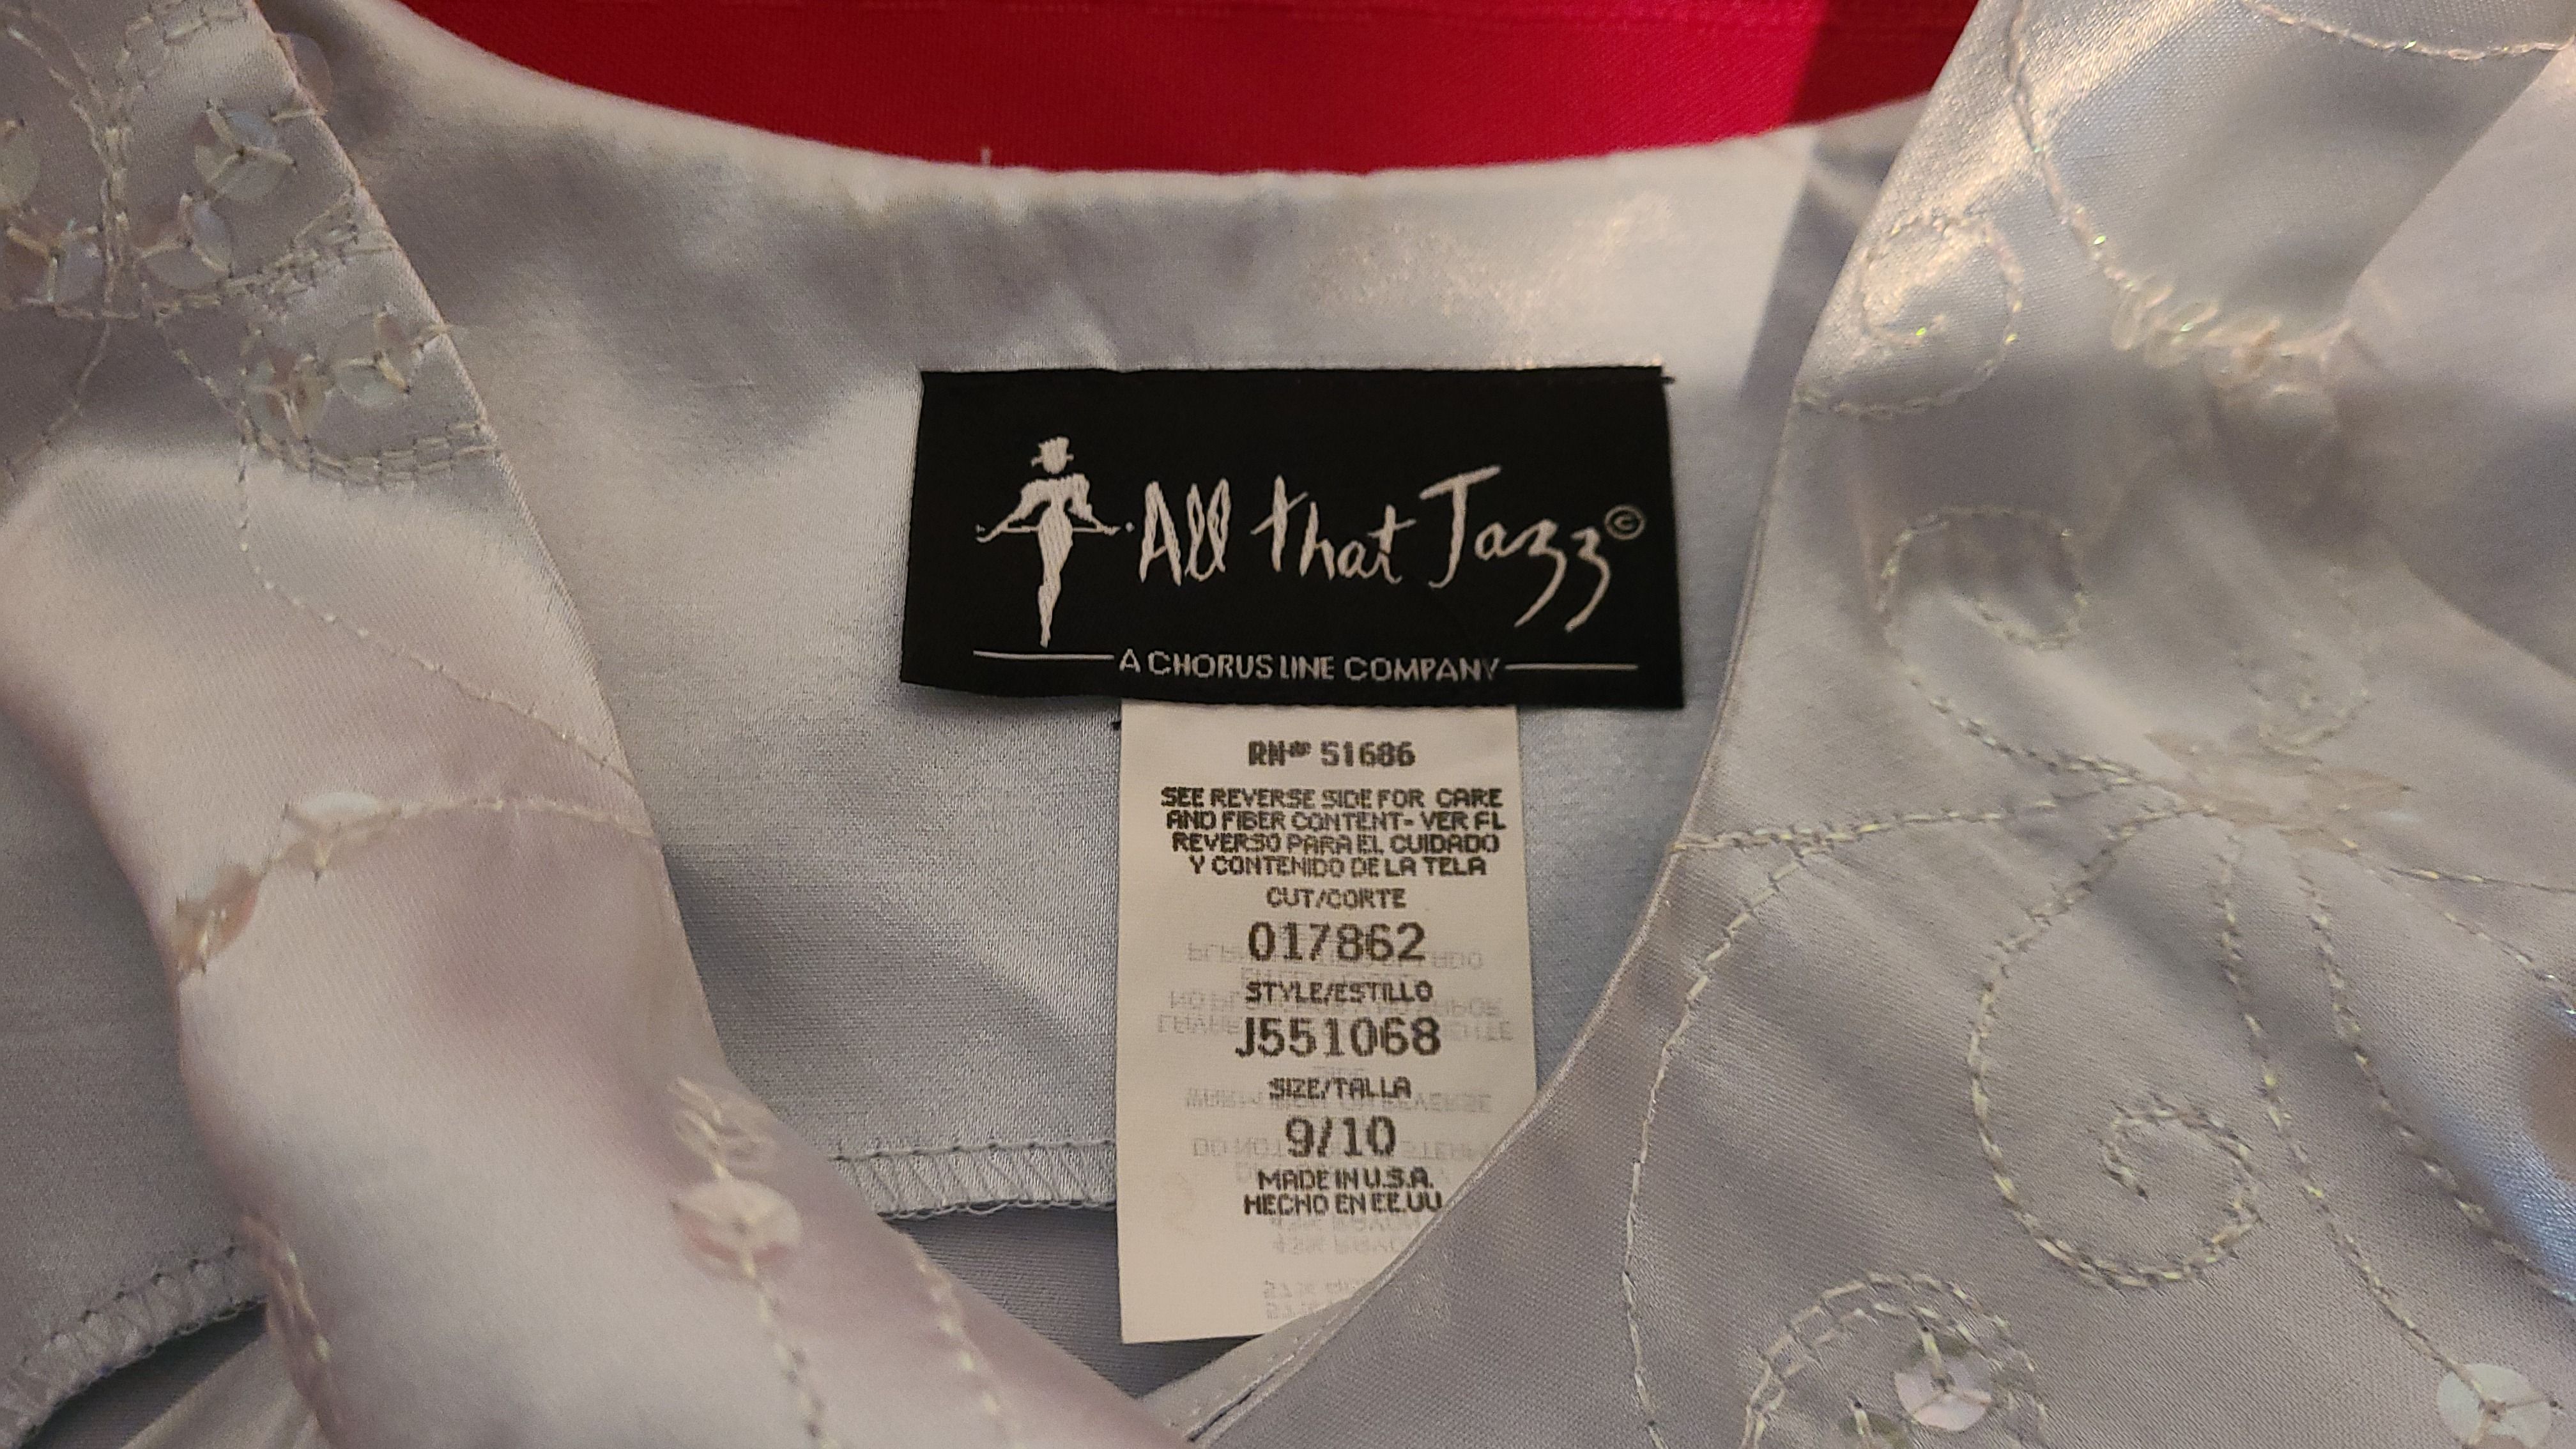 All that Jazz©
A CHORUS LINE COMPANY
RN# 51686
SEE REVERSE SIDE FOR CARE
AND FIBER CONTENT- VER FL
REVERSO PARA EL CUIDADO
Y CONTENIDO DE LA TELA
CUT/CORTE
017862
STYLE/ESTILLO
J551068
SIZE/TALLA
9/10
MADE IN U.S.A.
HECHO EN EE.UU